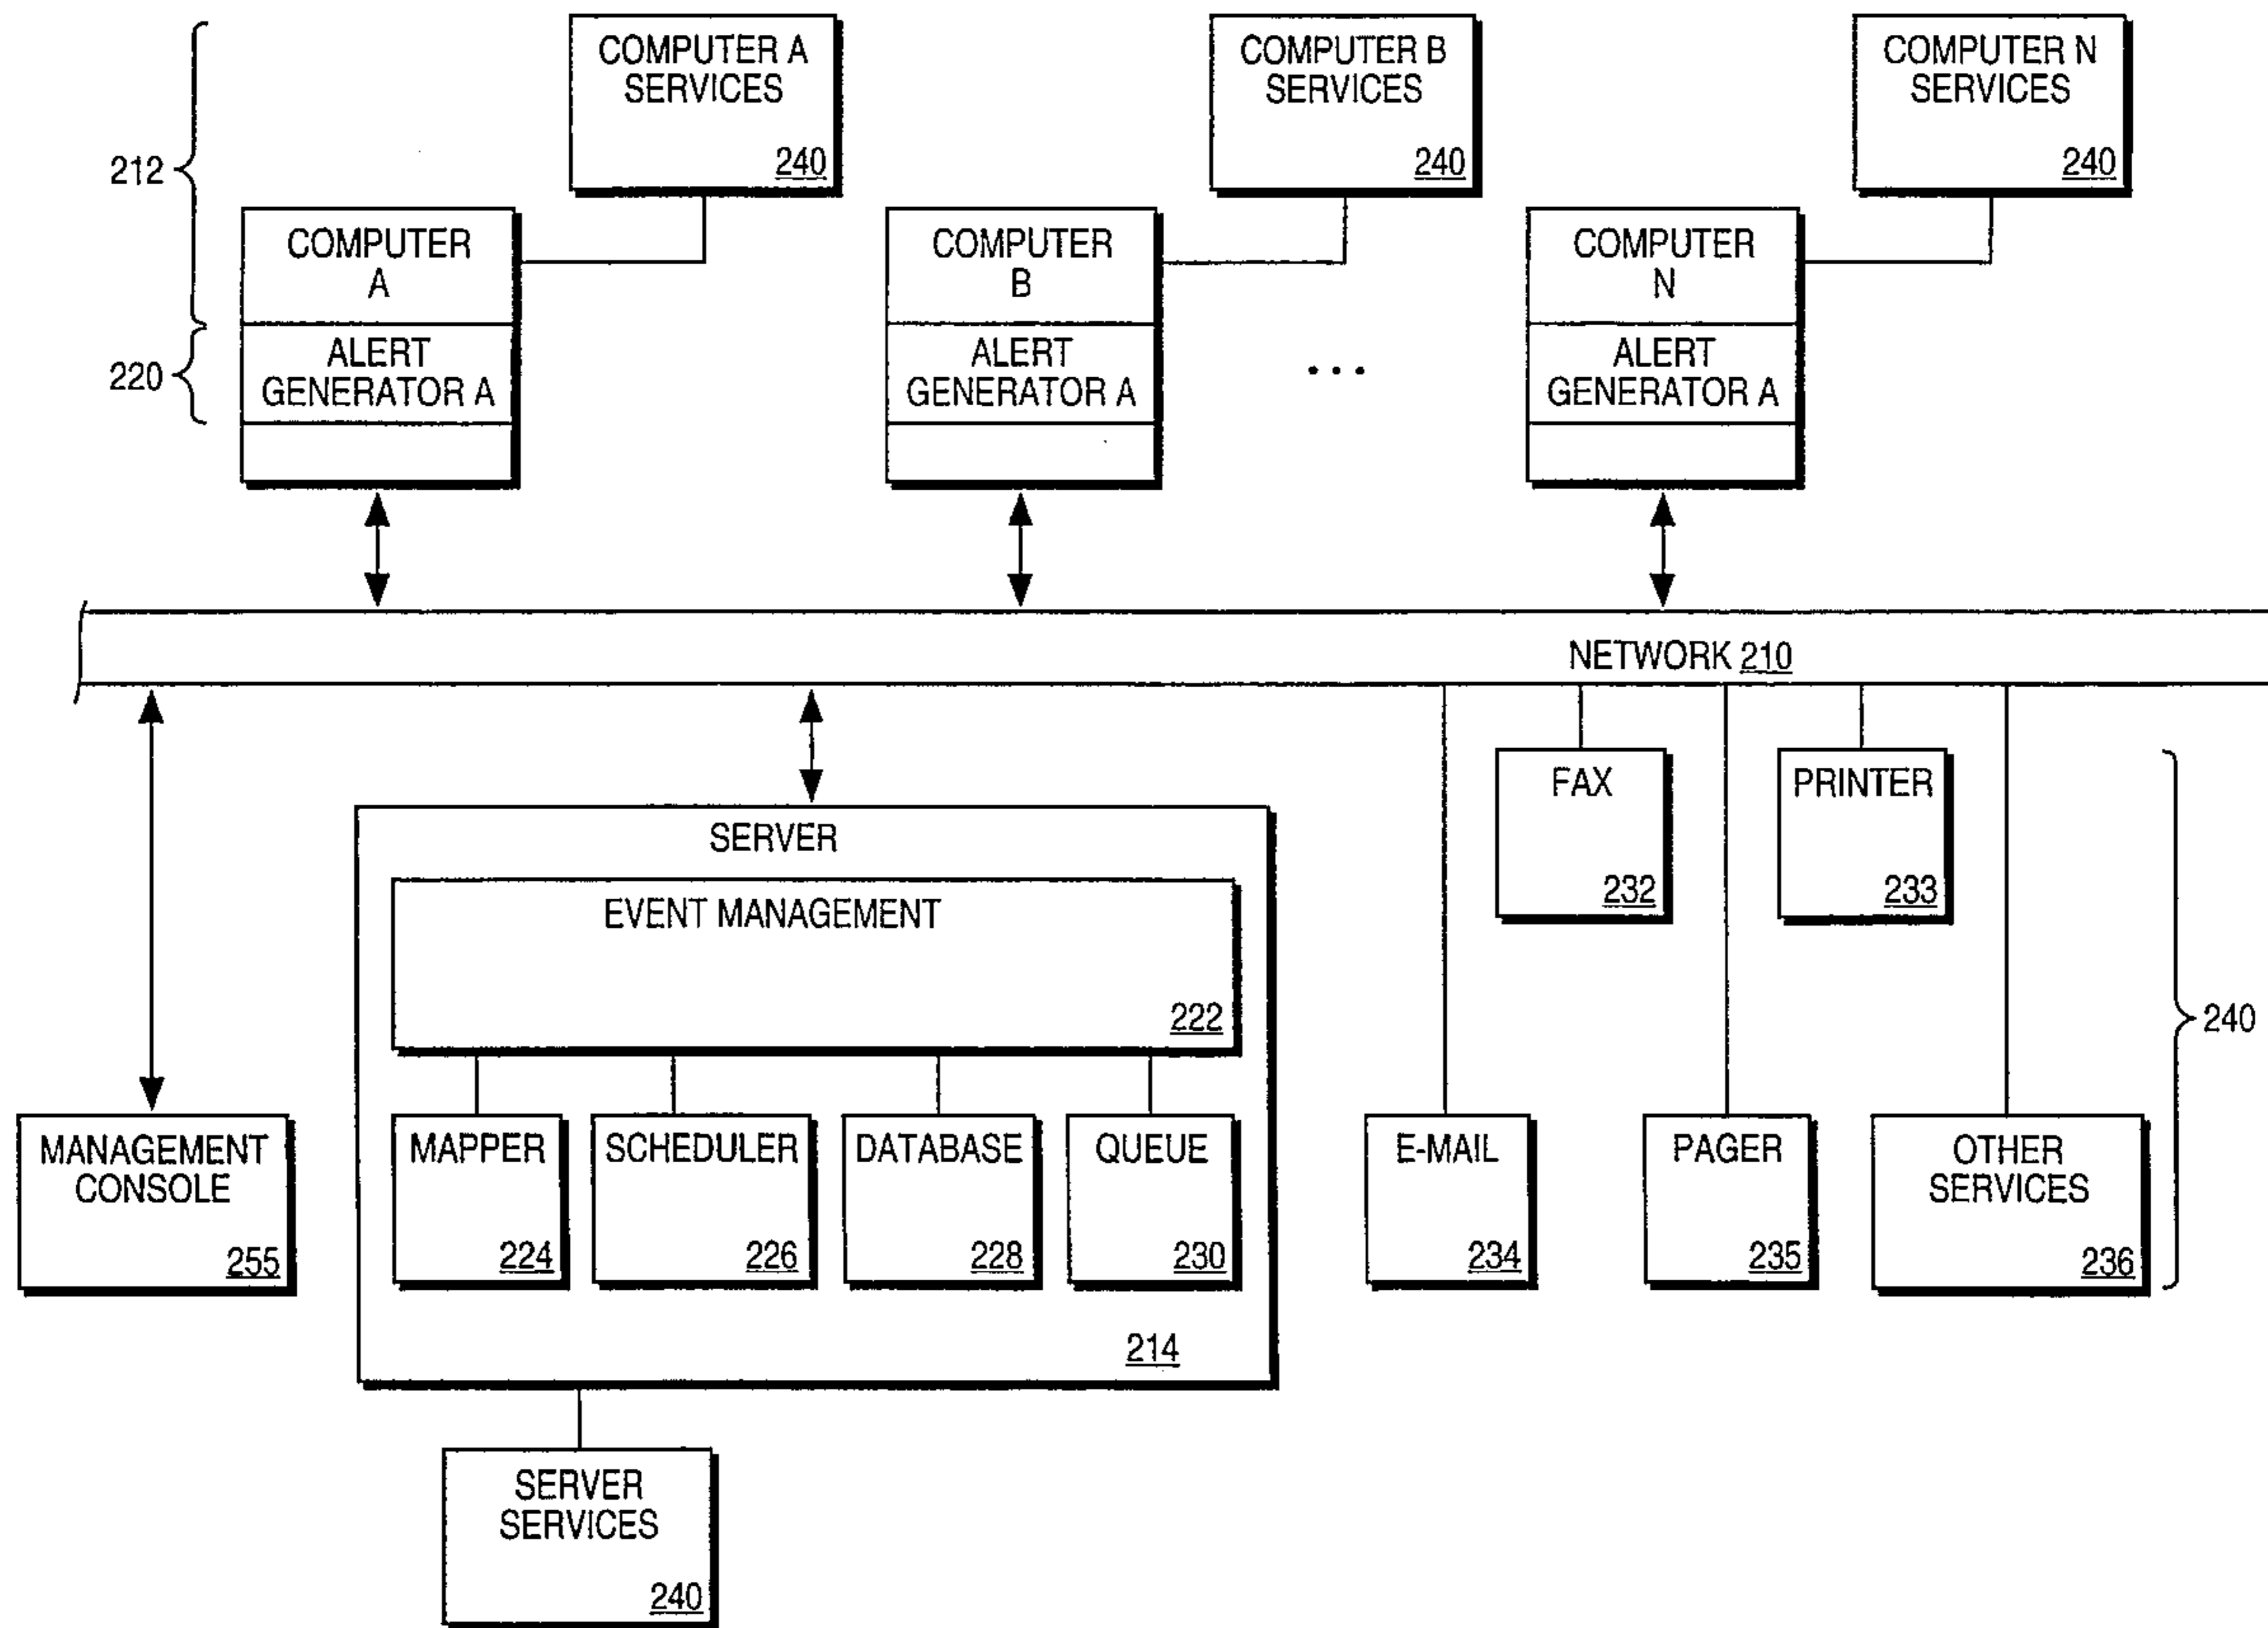 COMPUTER A
SERVICES
240
COMPUTER B
SERVICES
240
COMPUTER N
SERVICES
240
212
COMPUTER
A
COMPUTER
B
COMPUTER
N
220
ALERT
GENERATOR A
ALERT
GENERATOR A
...
ALERT
GENERATOR A
NETWORK 210
FAX
232
PRINTER
233
SERVER
EVENT MANAGEMENT
222
240
MANAGEMENT
CONSOLE
255
MAPPER
224
SCHEDULER
226
DATABASE
228
QUEUE
230
E-MAIL
234
PAGER
235
OTHER
SERVICES
236
214
SERVER
SERVICES
240